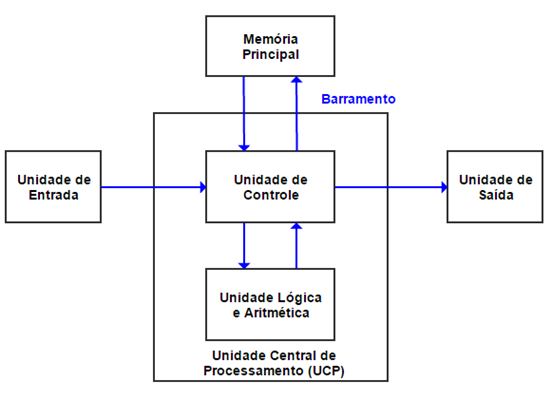 Memória
Principal
Barramento
Unidade de
Entrada
Unidade de
Controle
Unidade de
Saída
Unidade Lógica
e Aritmética
Unidade Central de
Processamento (UCP)